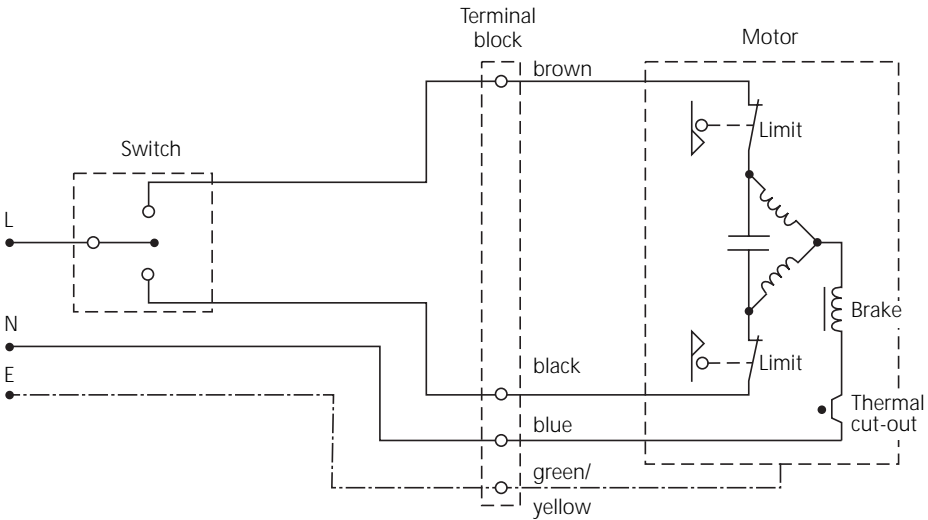 Terminal
block
Motor
brown
Limit
Switch
L
Brake
N
black
Limit
E
Thermal
cut-out
blue
green/
yellow